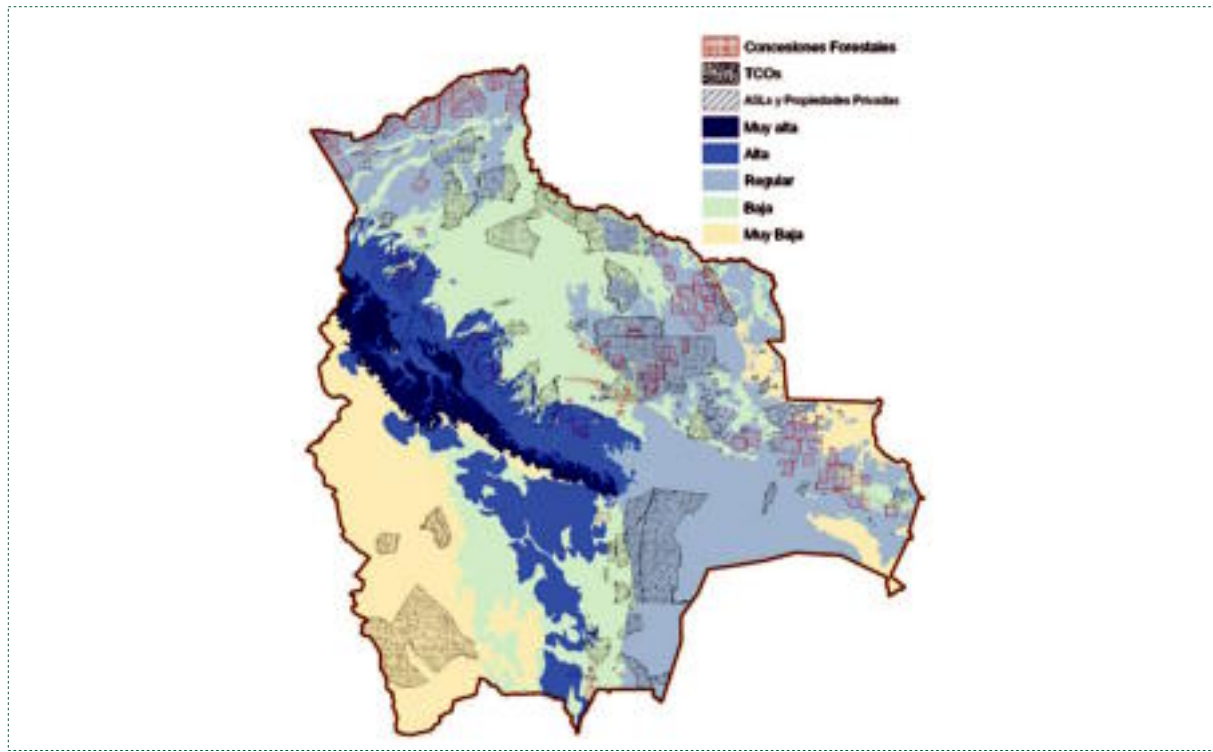 Concesiones Forestales
TCOs
ASLs y Propiedades Privadas
Muy alta
Alta
Regular
Baja
Muy Baja